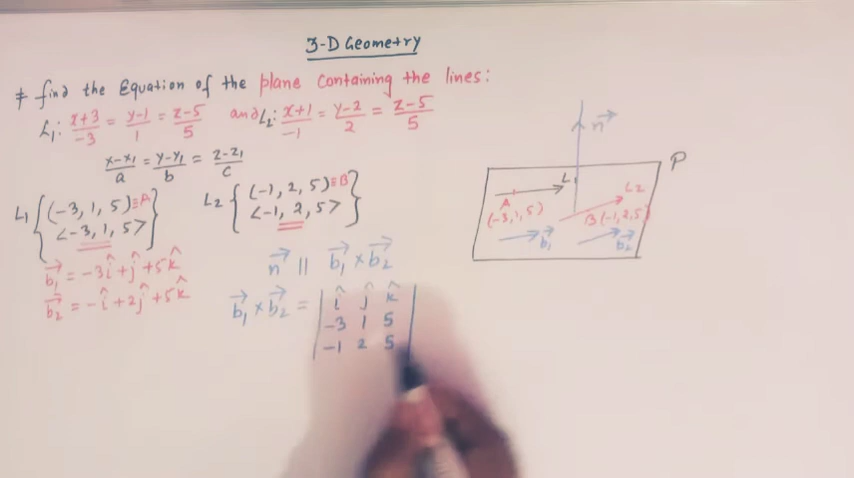 3-D Geometry
# find the Equation of the plane containing the lines:
L₁: x+3/-3 = y-1/1 = z-5/5 and L₂: x+1/-1 = y-2/2 = z-5/5
x-x₁/a = y-y₁/b = z-z₁/c
L₁ { (-3, 1, 5) ≡ A
<-3, 1, 5> }
L₂ { (-1, 2, 5) ≡ B
<-1, 2, 5> }
b₁→ = -3î + ĵ + 5k̂
b₂→ = -î + 2ĵ + 5k̂
n→ || b₁→ × b₂→
b₁→ × b₂→ = | î ĵ k̂
-3 1 5
-1 2 5 |
n→
P
L₁
A
(-3, 1, 5)
L₂
B (-1, 2, 5)
b₁→
b₂→